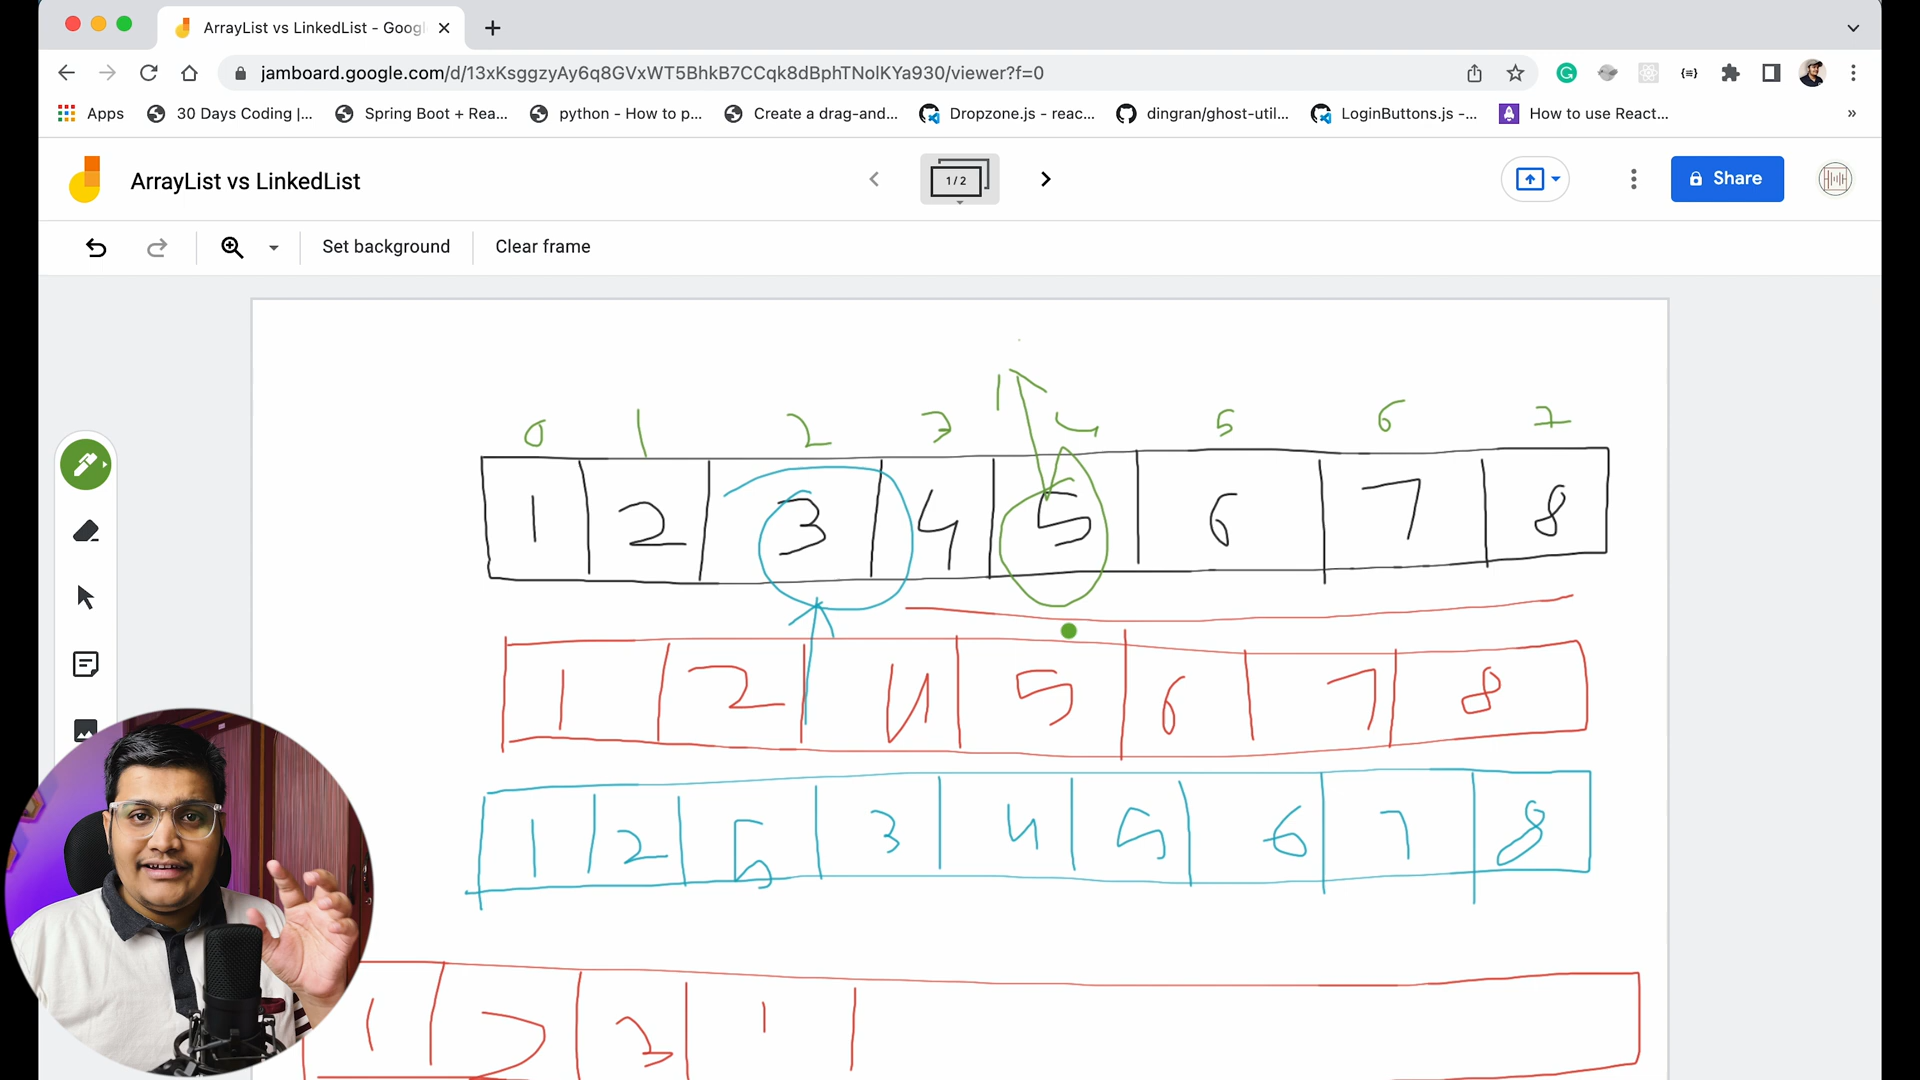 ArrayList vs LinkedList - Googl
jamboard.google.com/d/13xKsggzyAy6q8GVxWT5BhkB7CCqk8dBphTNolKYa930/viewer?f=0
Apps 30 Days Coding |... Spring Boot + Rea... python - How to p... Create a drag-and... Dropzone.js - reac... dingran/ghost-util... LoginButtons.js -... How to use React... »
ArrayList vs LinkedList 1 / 2 Share
Set background Clear frame
0 1 2 3 4 5 6 7
1 2 3 4 5 6 7 8
1 2 4 5 6 7 8
1 2 5 3 4 5 6 7 8
1 2 3